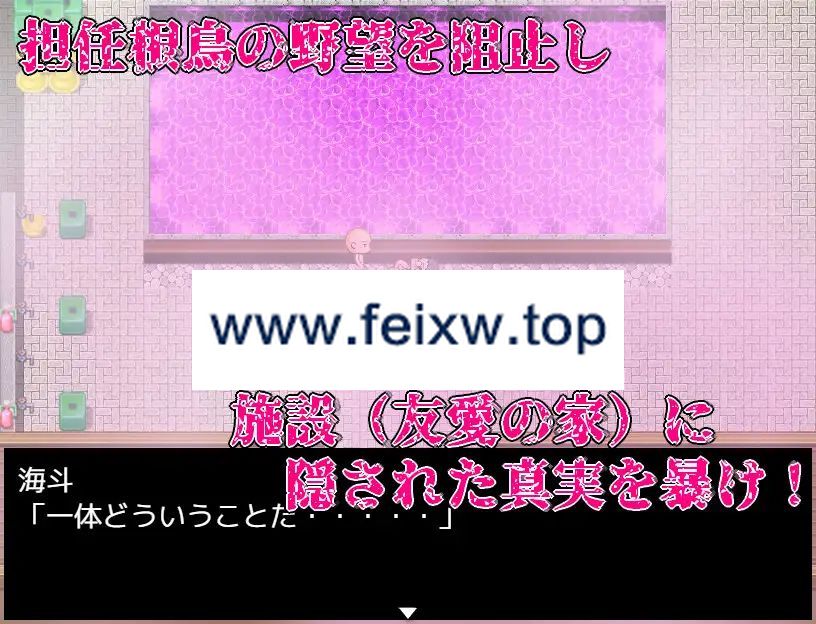 担任根鳥の野望を阻止し
www.feixw.top
施設（友愛の家）に
隠された真実を暴け！
海斗
「一体どういうことだ・・・・・」